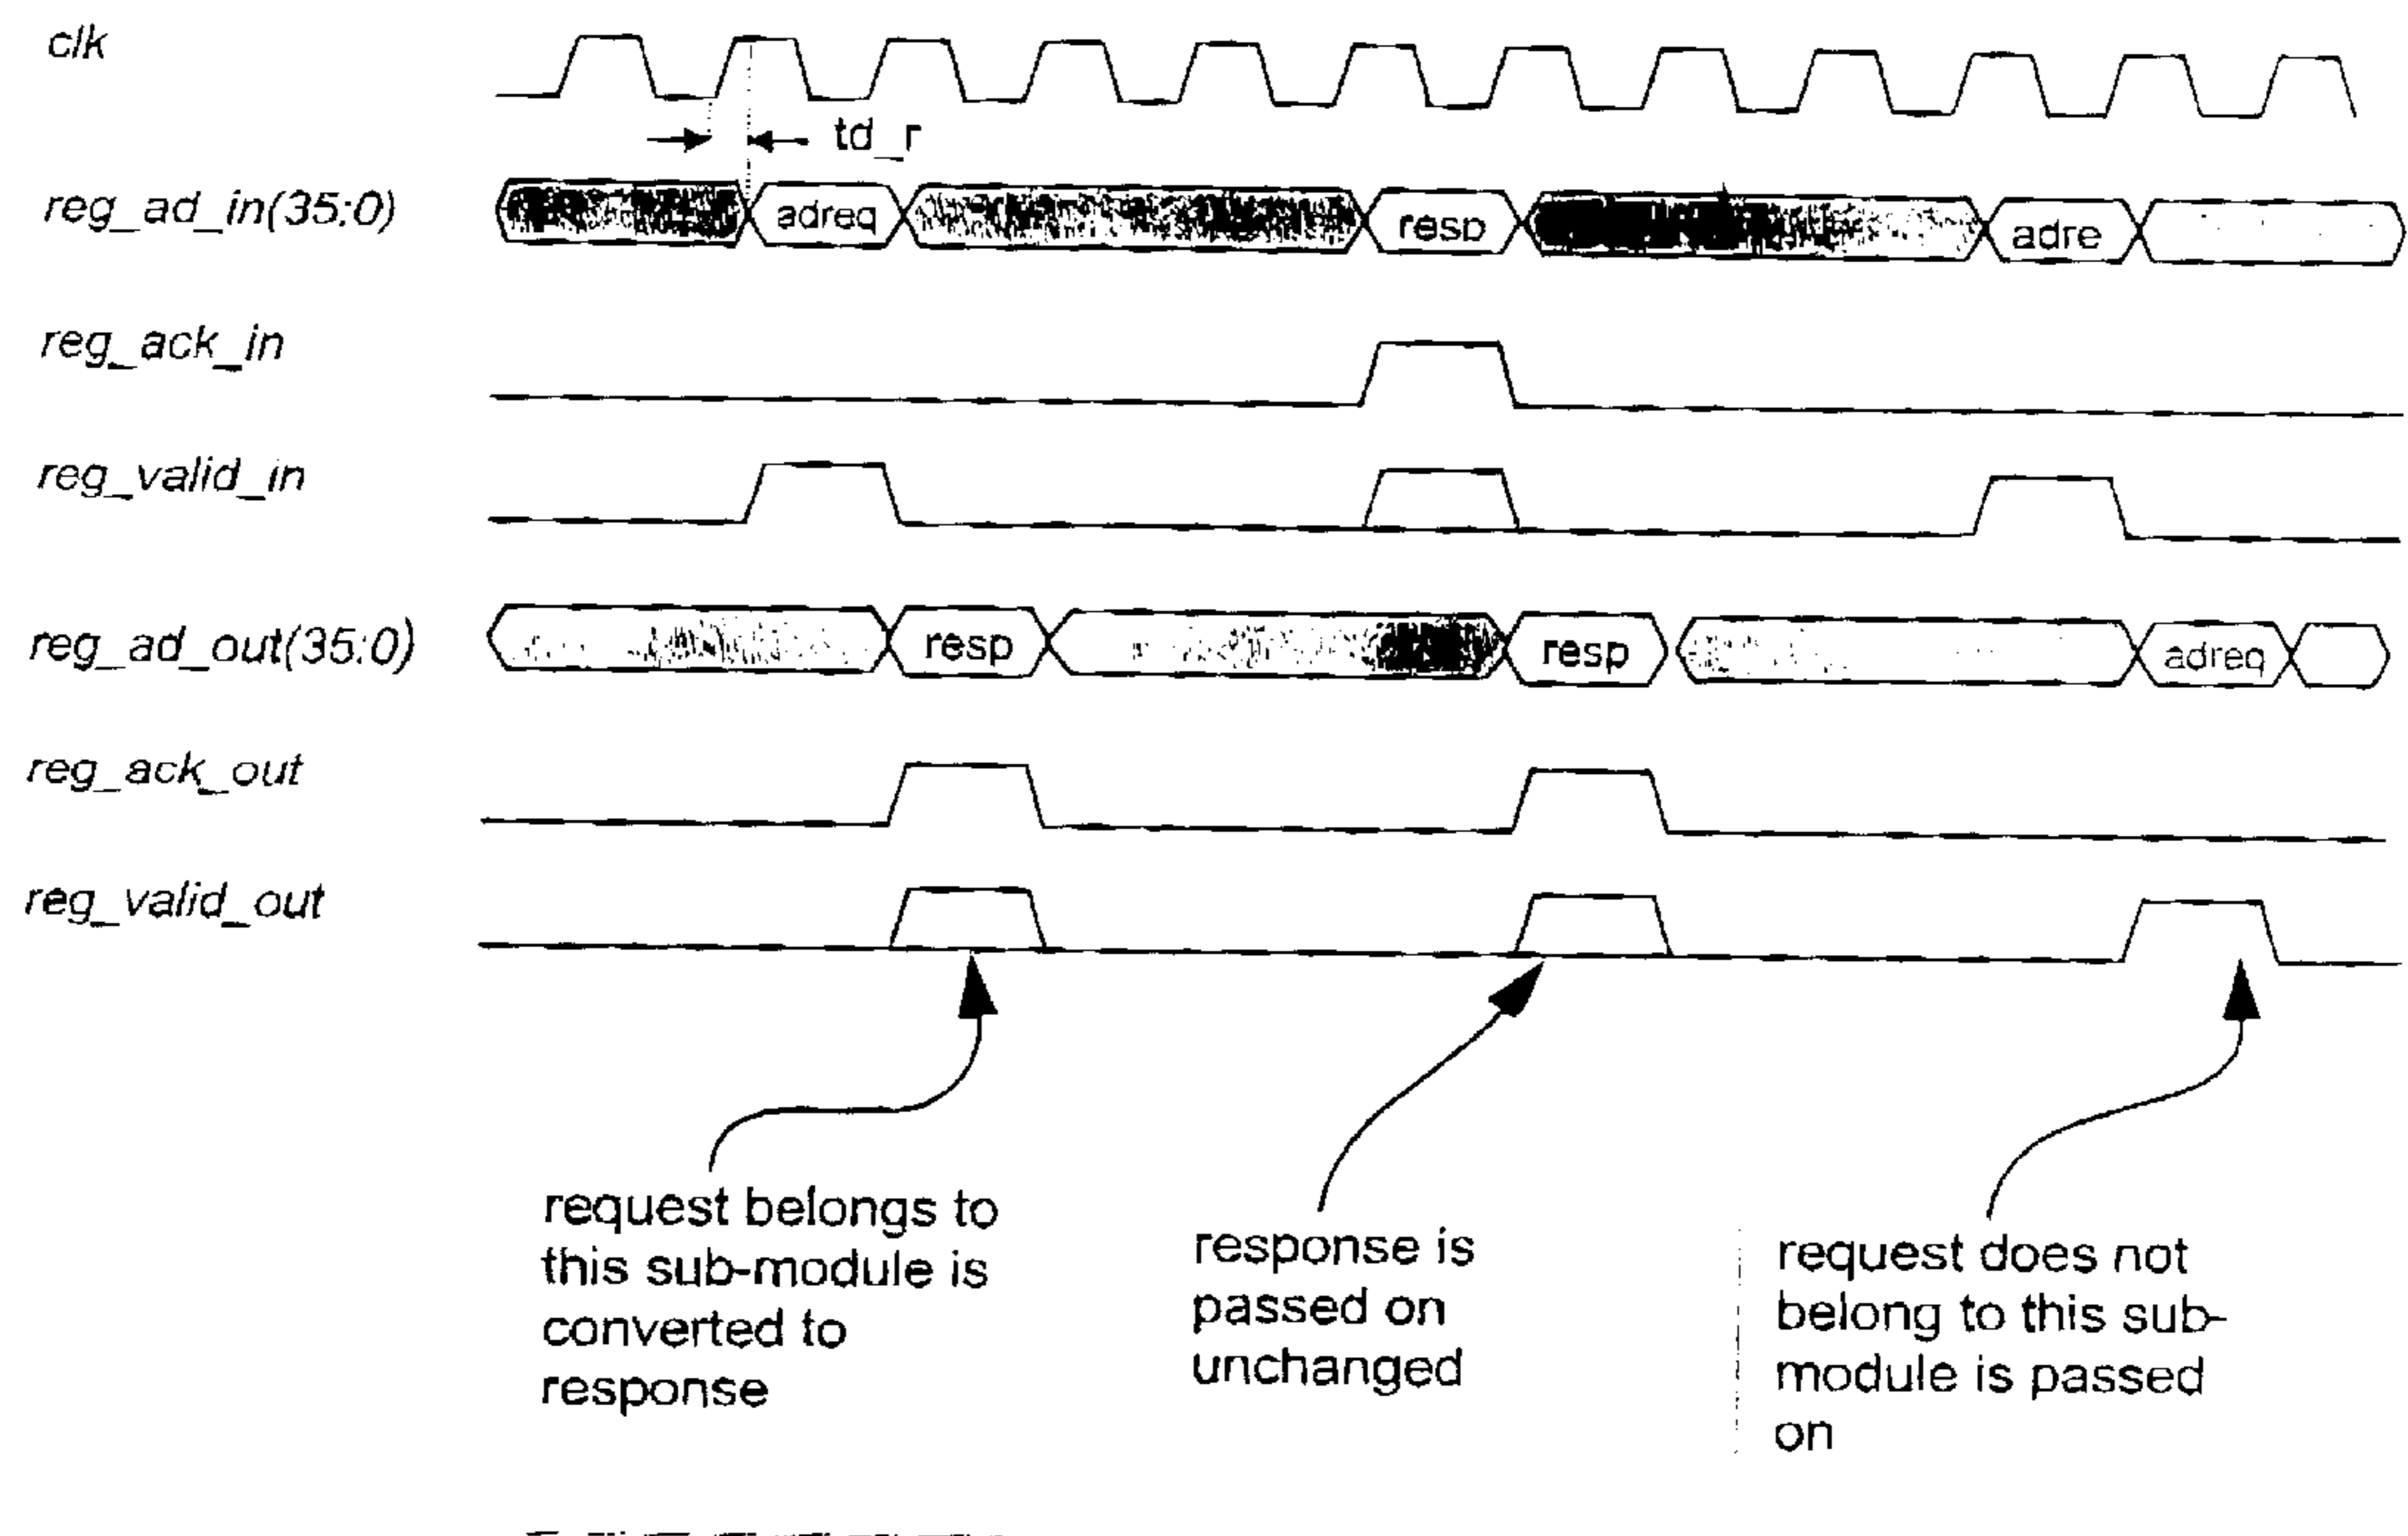 clk
td_r
reg_ad_in(35:0)
adreq
resp
adre
reg_ack_in
reg_valid_in
reg_ad_out(35:0)
resp
resp
adreq
reg_ack_out
reg_valid_out
request belongs to
this sub-module is
converted to
response
response is
passed on
unchanged
request does not
belong to this sub-
module is passed
on